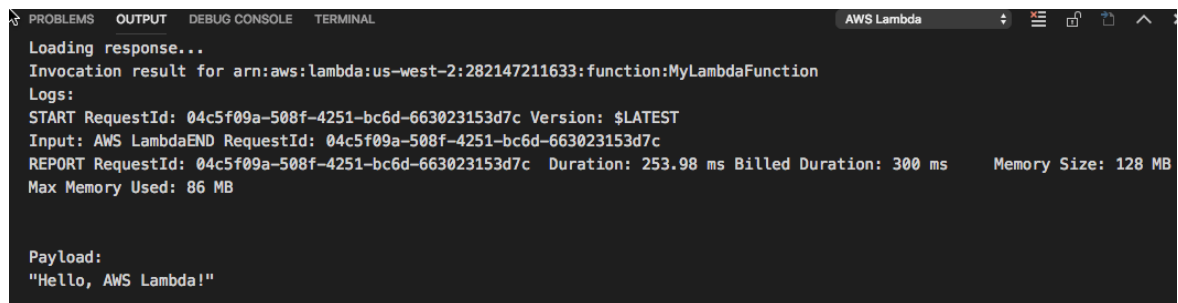 PROBLEMS OUTPUT DEBUG CONSOLE TERMINAL AWS Lambda
Loading response...
Invocation result for arn:aws:lambda:us-west-2:282147211633:function:MyLambdaFunction
Logs:
START RequestId: 04c5f09a-508f-4251-bc6d-663023153d7c Version: $LATEST
Input: AWS LambdaEND RequestId: 04c5f09a-508f-4251-bc6d-663023153d7c
REPORT RequestId: 04c5f09a-508f-4251-bc6d-663023153d7c Duration: 253.98 ms Billed Duration: 300 ms Memory Size: 128 MB
Max Memory Used: 86 MB
Payload:
"Hello, AWS Lambda!"